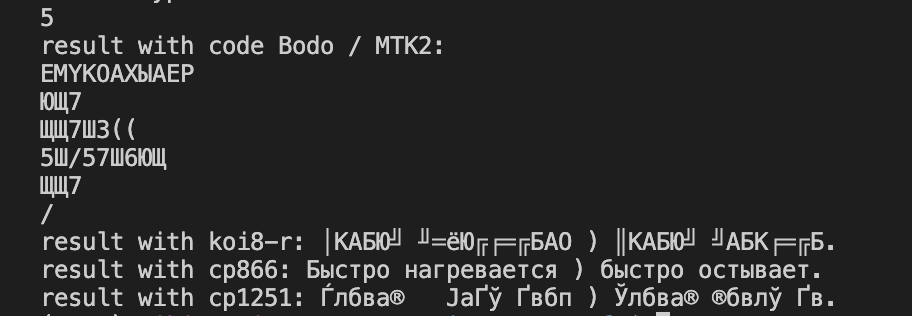 5
result with code Bodo / MTK2:
ЕМYКОАХЫАЕР
ЮЩ7
ЩЩ7Ш3((
5Ш/57Ш6ЮЩ
ЩЩ7
/
result with koi8-r: │КАБЮ╝ ╜═ёЮ╔╒═╔БАО ) ║КАБЮ╝ ╝АБК╒═╔Б.
result with cp866: Быстро нагревается ) быстро остывает.
result with cp1251: Ѓлбва®   ЈаҐў Ґвбп ) Ўлбва® ®бвлў Ґв.